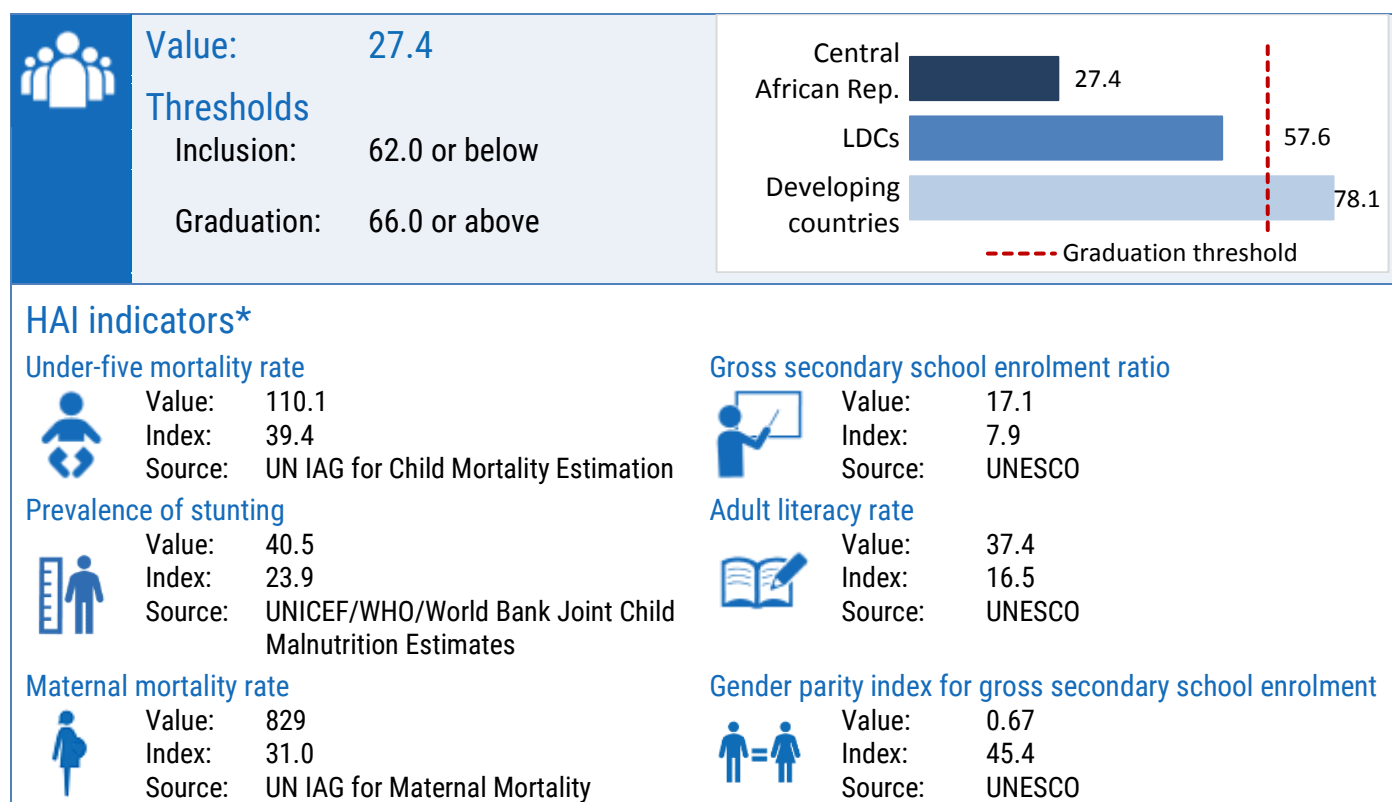 Value: 27.4
Thresholds
Inclusion: 62.0 or below
Graduation: 66.0 or above
Central
African Rep.
27.4
LDCs
57.6
Developing
countries
78.1
Graduation threshold
HAI indicators*
Under-five mortality rate
Value: 110.1
Index: 39.4
Source: UN IAG for Child Mortality Estimation
Prevalence of stunting
Value: 40.5
Index: 23.9
Source: UNICEF/WHO/World Bank Joint Child
Malnutrition Estimates
Maternal mortality rate
Value: 829
Index: 31.0
Source: UN IAG for Maternal Mortality
Gross secondary school enrolment ratio
Value: 17.1
Index: 7.9
Source: UNESCO
Adult literacy rate
Value: 37.4
Index: 16.5
Source: UNESCO
Gender parity index for gross secondary school enrolment
Value: 0.67
Index: 45.4
Source: UNESCO